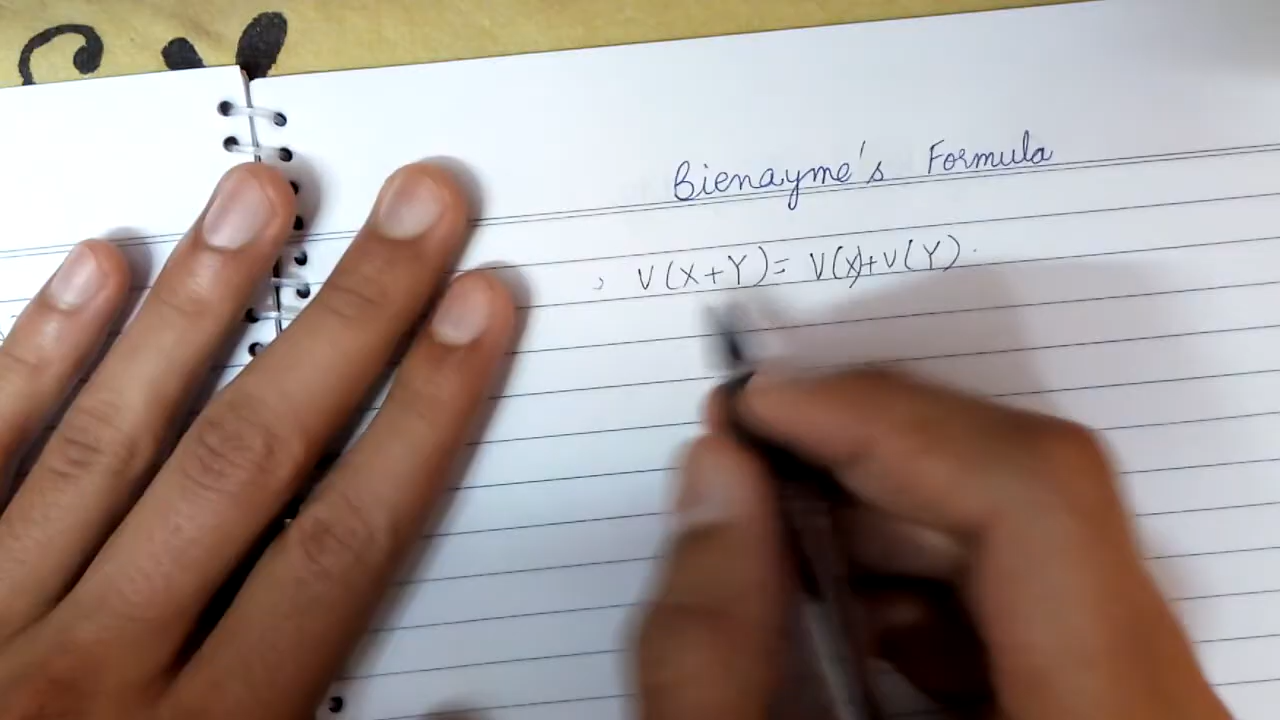 Bienayme's Formula
V(X+Y)= V(X)+V(Y).